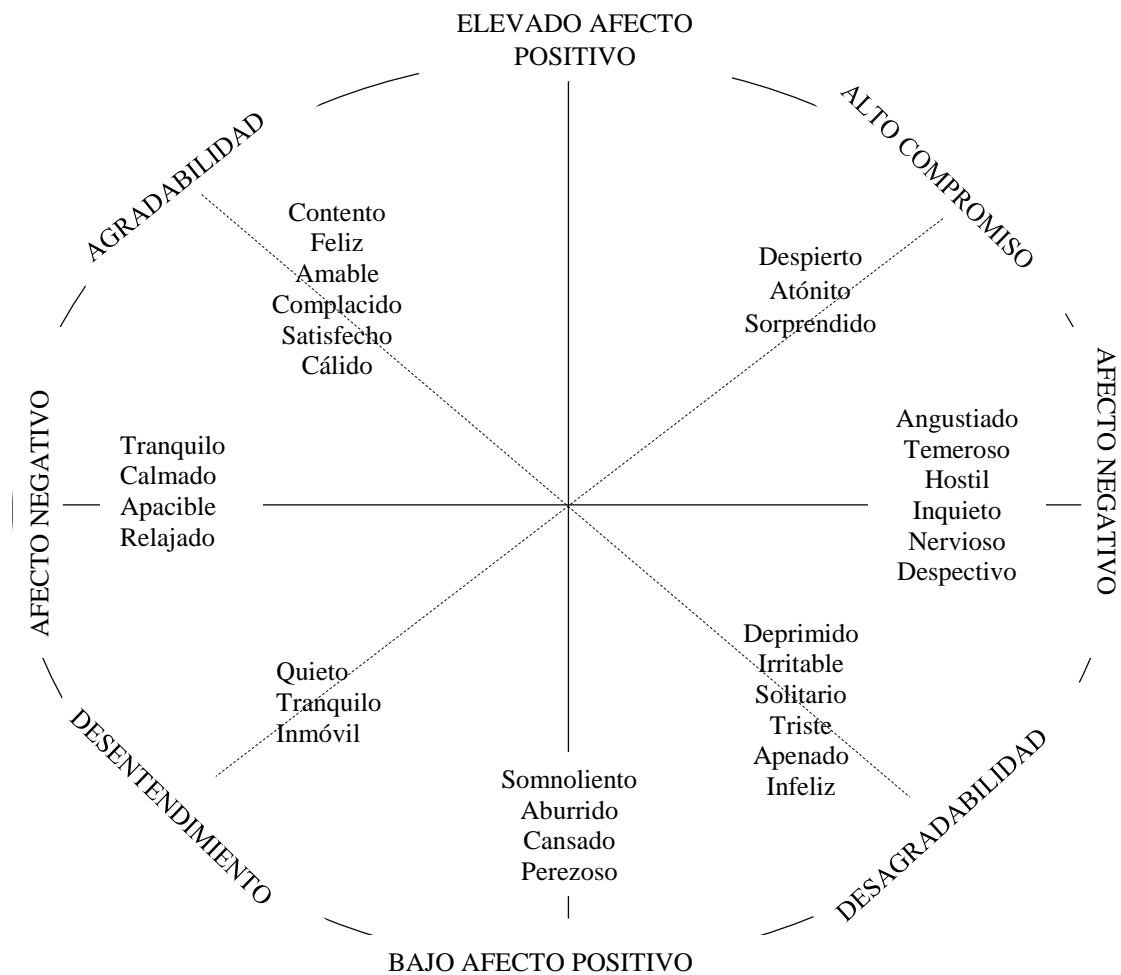 ELEVADO AFECTO
POSITIVO
AGRADABILIDAD
ALTO COMPROMISO
Contento
Feliz
Amable
Complacido
Satisfecho
Cálido
Despierto
Atónito
Sorprendido
AFECTO NEGATIVO
Tranquilo
Calmado
Apacible
Relajado
Angustiado
Temeroso
Hostil
Inquieto
Nervioso
Despectivo
AFECTO NEGATIVO
Quieto
Tranquilo
Inmóvil
Deprimido
Irritable
Solitario
Triste
Apenado
Infeliz
DESENTENDIMIENTO
Somnoliento
Aburrido
Cansado
Perezoso
DESAGRADABILIDAD
BAJO AFECTO POSITIVO